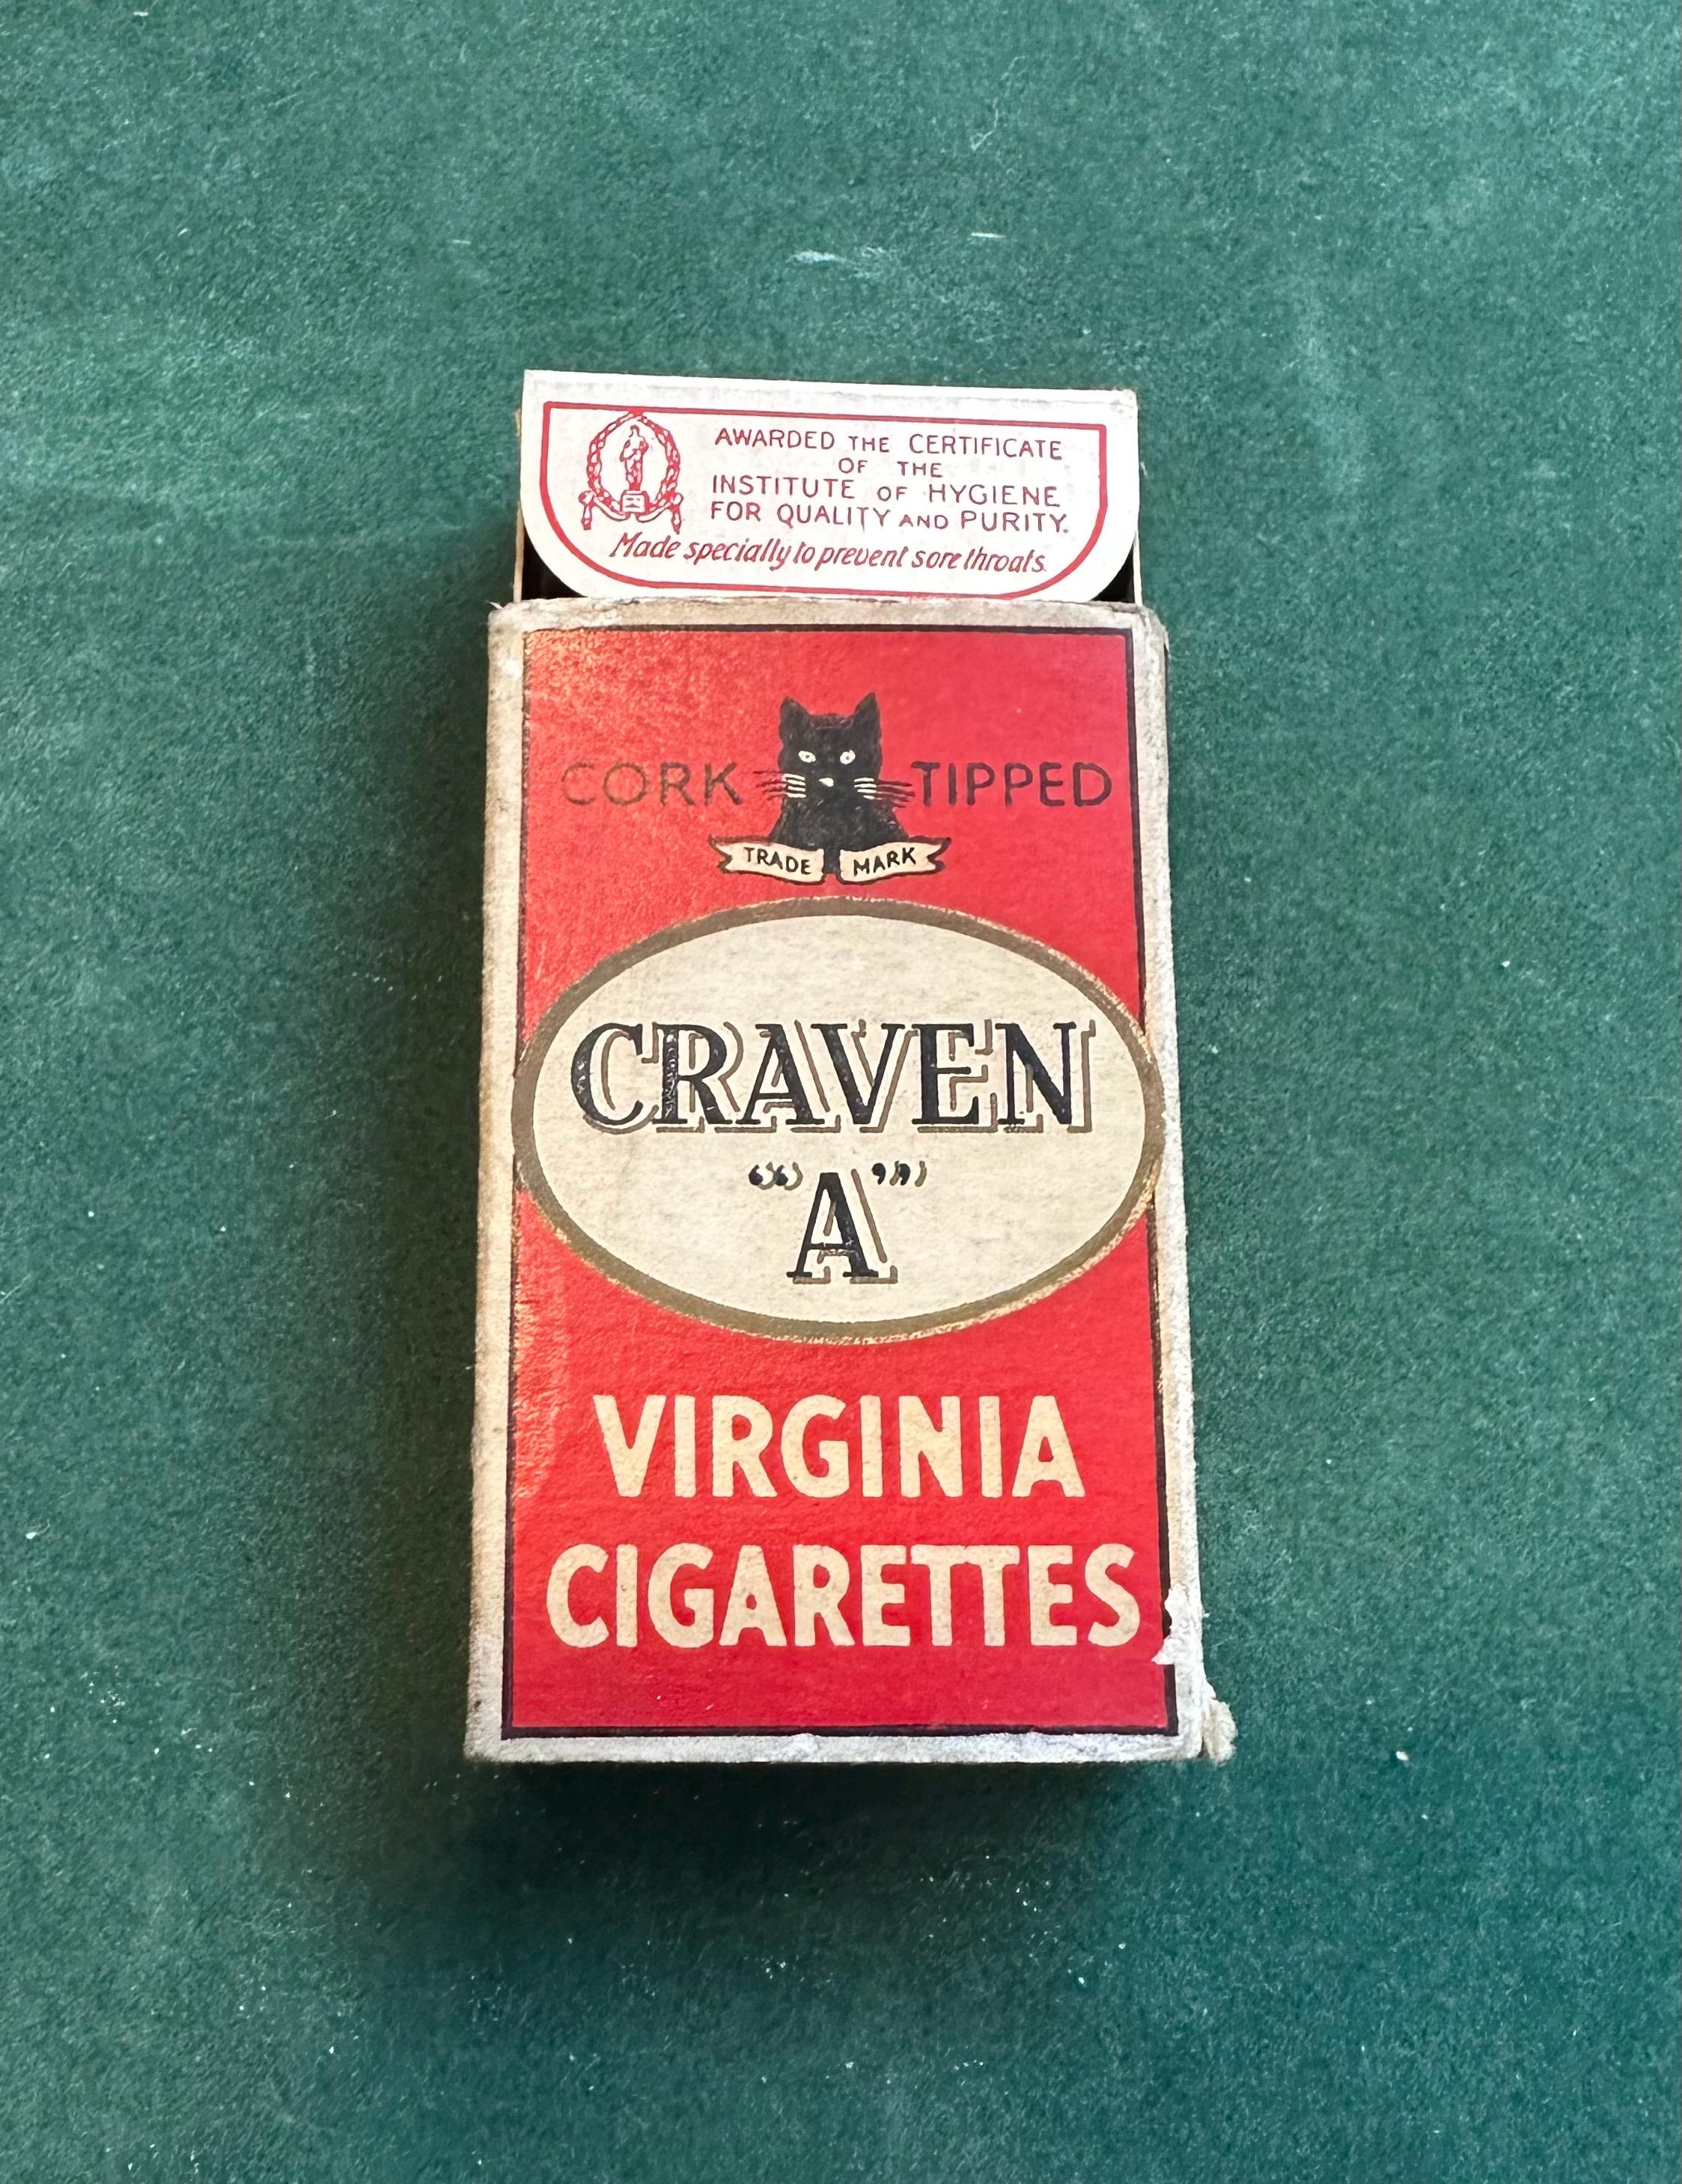 AWARDED THE CERTIFICATE
OF THE
INSTITUTE OF HYGIENE
FOR QUALITY AND PURITY.
Made specially to prevent sore throats.
CORK TIPPED
TRADE MARK
CRAVEN
“A”
VIRGINIA
CIGARETTES